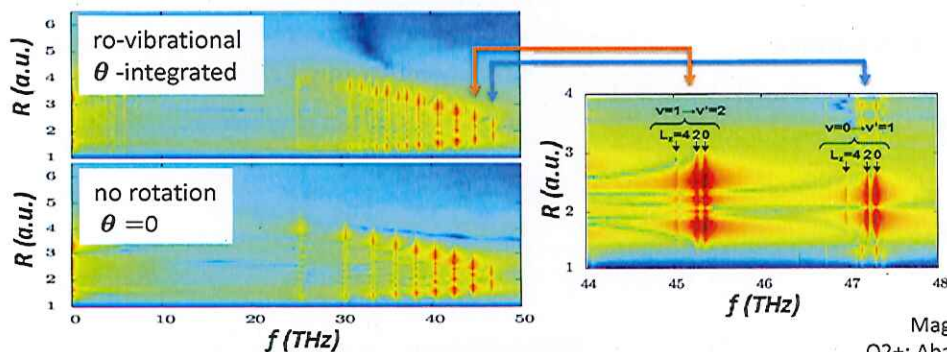 ro-vibrational
θ -integrated
R (a.u.)
6
5
4
3
2
1
no rotation
θ =0
R (a.u.)
6
5
4
3
2
1
0
10
20
30
40
50
f (THz)
R (a.u.)
4
3
2
1
v=1→v'=2
L_z=4 2 0
v=0→v'=1
L_z=4 2 0
44
45
46
47
48
f (THz)
Mag